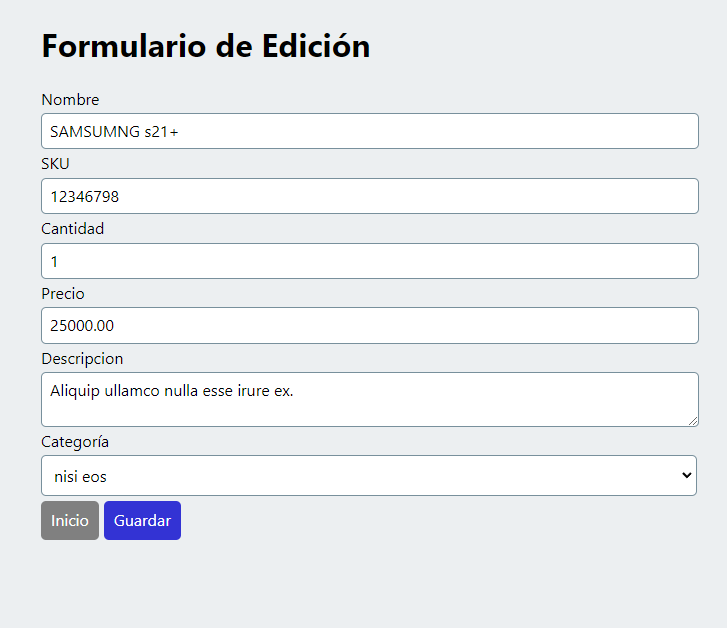 Formulario de Edición
Nombre
SAMSUMNG s21+
SKU
12346798
Cantidad
1
Precio
25000.00
Descripcion
Aliquip ullamco nulla esse irure ex.
Categoría
nisi eos
Inicio Guardar